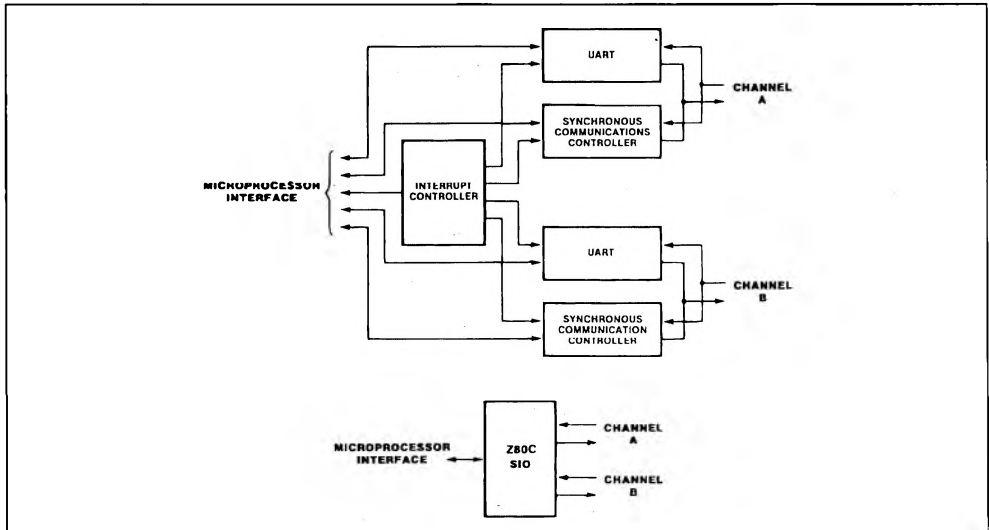 UART
CHANNEL
A
SYNCHRONOUS
COMMUNICATIONS
CONTROLLER
MICROPROCESSOR
INTERFACE
INTERRUPT
CONTROLLER
UART
CHANNEL
B
SYNCHRONOUS
COMMUNICATION
CONTROLLER
MICROPROCESSOR
INTERFACE
Z80C
SIO
CHANNEL
A
CHANNEL
B